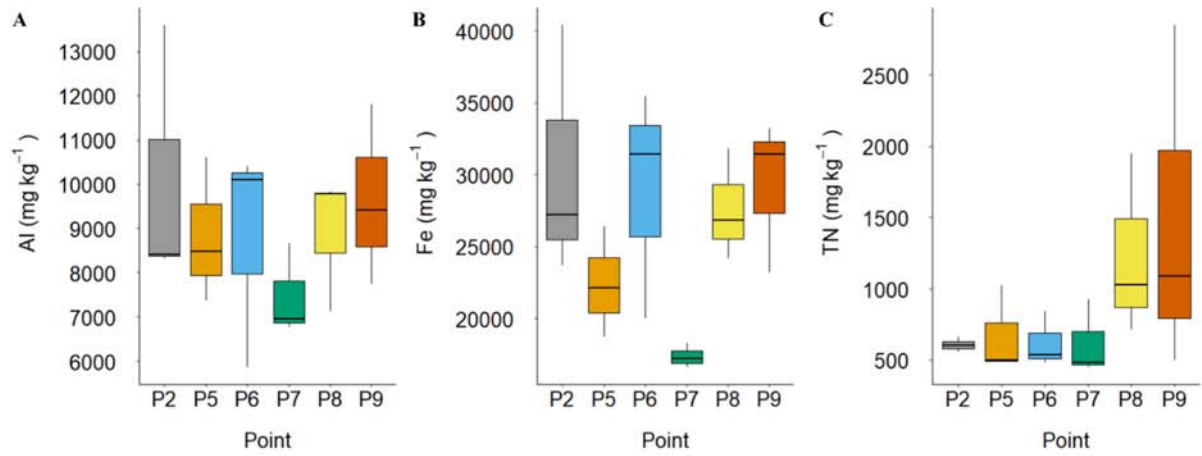 A
Al (mg kg⁻¹ )
13000
12000
11000
10000
9000
8000
7000
6000
P2 P5 P6 P7 P8 P9
Point
B
Fe (mg kg⁻¹ )
40000
35000
30000
25000
20000
P2 P5 P6 P7 P8 P9
Point
C
TN (mg kg⁻¹ )
2500
2000
1500
1000
500
P2 P5 P6 P7 P8 P9
Point